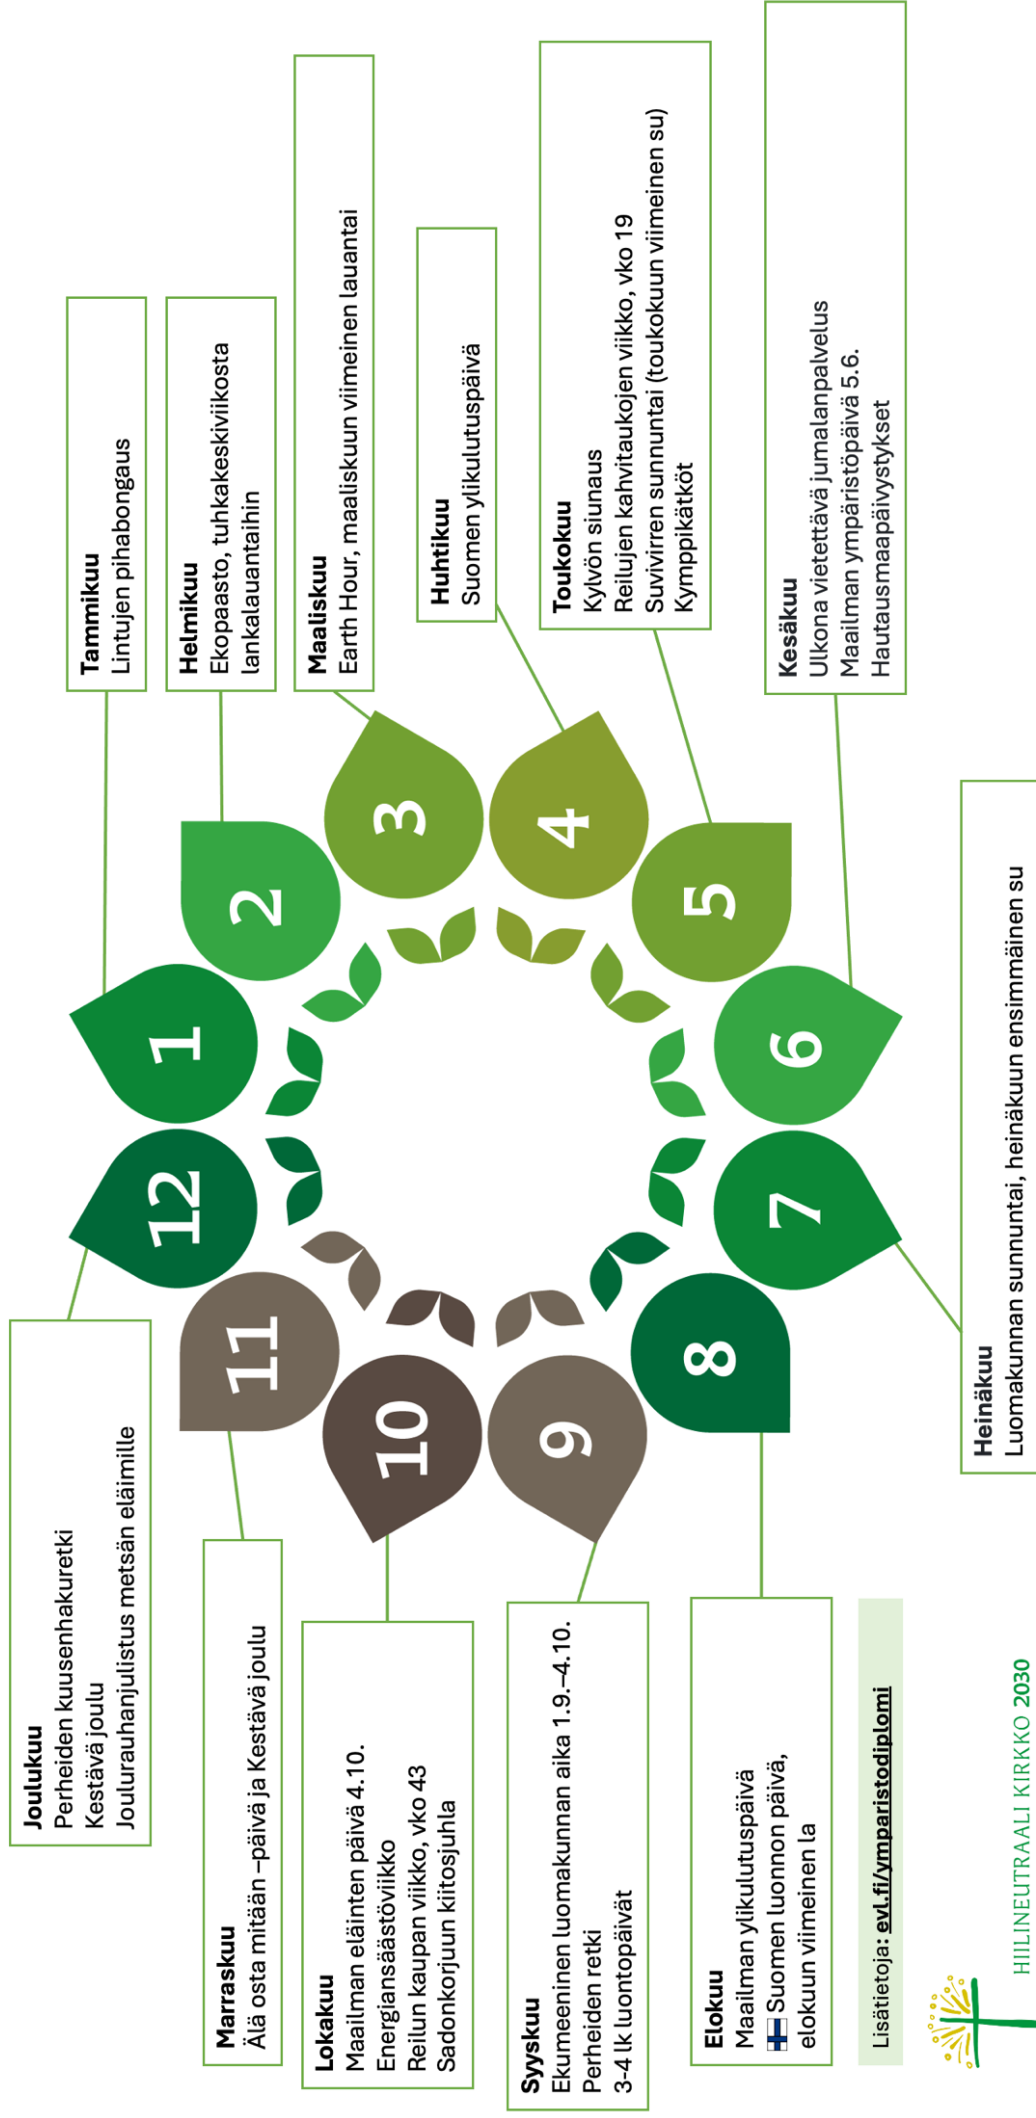 Tammikuu
Lintujen pihabongaus
Helmikuu
Ekopaasto, tuhkakeskiviikosta
lankalauantaihin
Maaliskuu
Earth Hour, maaliskuun viimeinen lauantai
Huhtikuu
Suomen ylikulutuspäivä
Toukokuu
Kylvön siunaus
Reilujen kahvitaukojen viikko, vko 19
Suvivirren sunnuntai (toukokuun viimeinen su)
Kymppikätköt
Kesäkuu
Ulkona vietettävä jumalanpalvelus
Maailman ympäristöpäivä 5.6.
Hautausmaapäivystykset
Heinäkuu
Luomakunnan sunnuntai, heinäkuun ensimmäinen su
Elokuu
Maailman ylikulutuspäivä
Suomen luonnon päivä,
elokuun viimeinen la
Syyskuu
Ekumeeninen luomakunnan aika 1.9.–4.10.
Perheiden retki
3-4 lk luontopäivät
Lokakuu
Maailman eläinten päivä 4.10.
Energiansäästöviikko
Reilun kaupan viikko, vko 43
Sadonkorjuun kiitosjuhla
Marraskuu
Älä osta mitään –päivä ja Kestävä joulu
Joulukuu
Perheiden kuusenhakuretki
Kestävä joulu
Joulurauhanjulistus metsän eläimille
1
2
3
4
5
6
7
8
9
10
11
12
Lisätietoja: evl.fi/ymparistodiplomi
HIILINEUTRAALI KIRKKO 2030